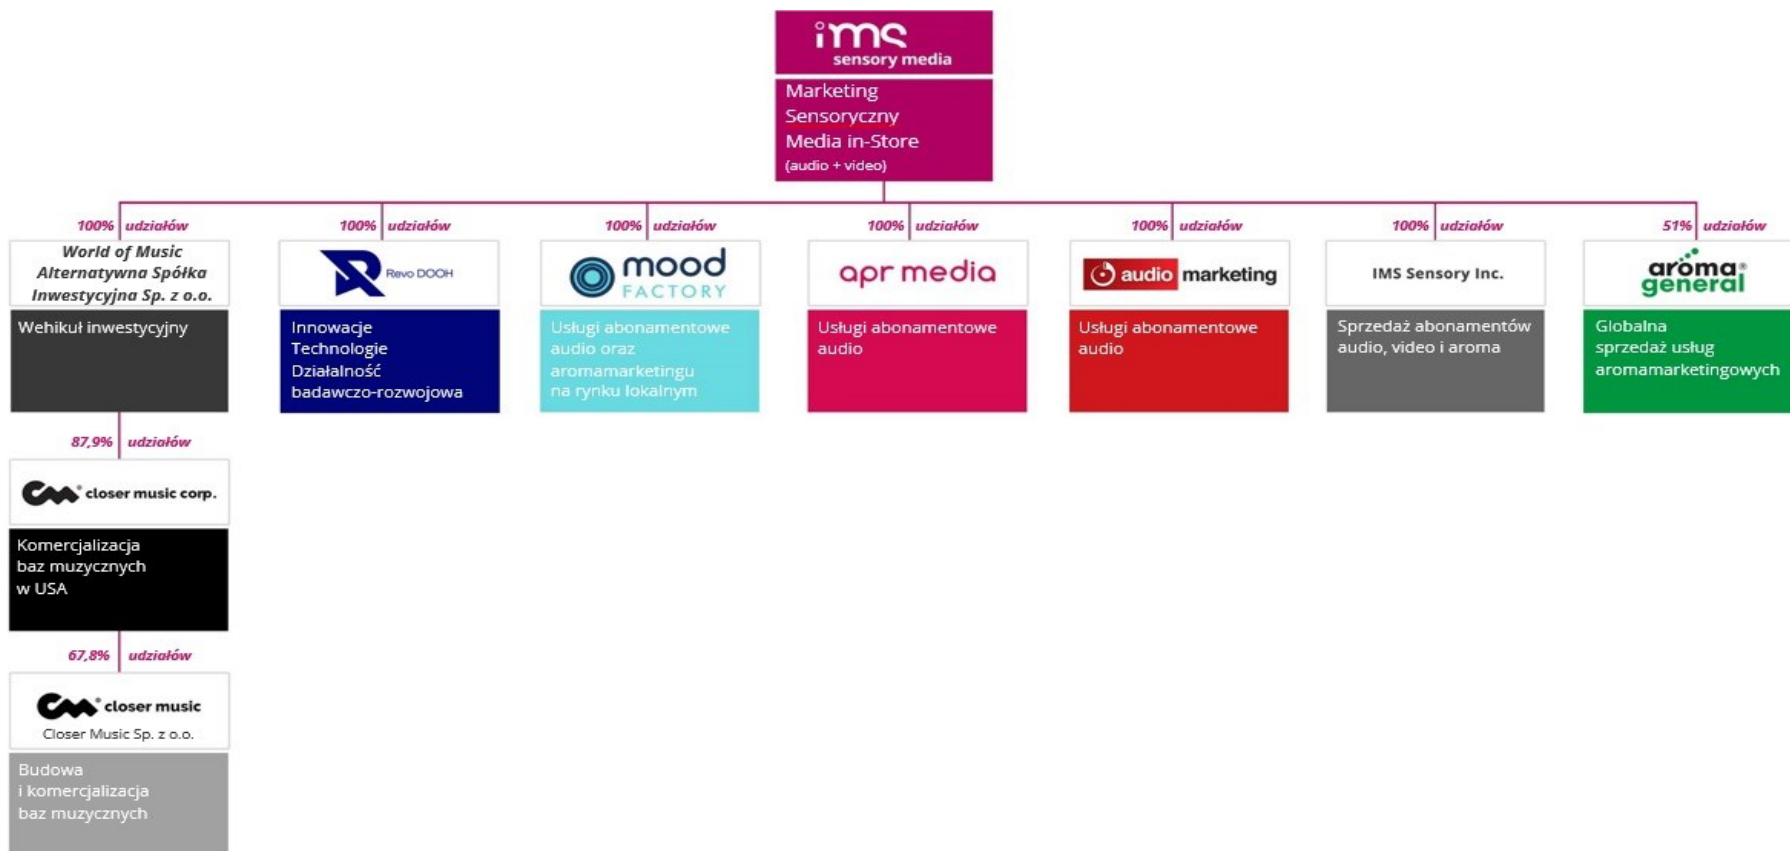 ims
sensory media
Marketing
Sensoryczny
Media in-Store
(audio + video)
100% udziałów
World of Music
Alternatywna Spółka
Inwestycyjna Sp. z o.o.
Wehikuł inwestycyjny
87,9% udziałów
closer music corp.
Komercjalizacja
baz muzycznych
w USA
67,8% udziałów
closer music
Closer Music Sp. z o.o.
Budowa
i komercjalizacja
baz muzycznych
100% udziałów
Revo DOOH
Innowacje
Technologie
Działalność
badawczo-rozwojowa
100% udziałów
mood
FACTORY
Usługi abonamentowe
audio oraz
aromamarketingu
na rynku lokalnym
100% udziałów
apr media
Usługi abonamentowe
audio
100% udziałów
audio marketing
Usługi abonamentowe
audio
100% udziałów
IMS Sensory Inc.
Sprzedaż abonamentów
audio, video i aroma
51% udziałów
aröma®
general
Globalna
sprzedaż usług
aromamarketingowych